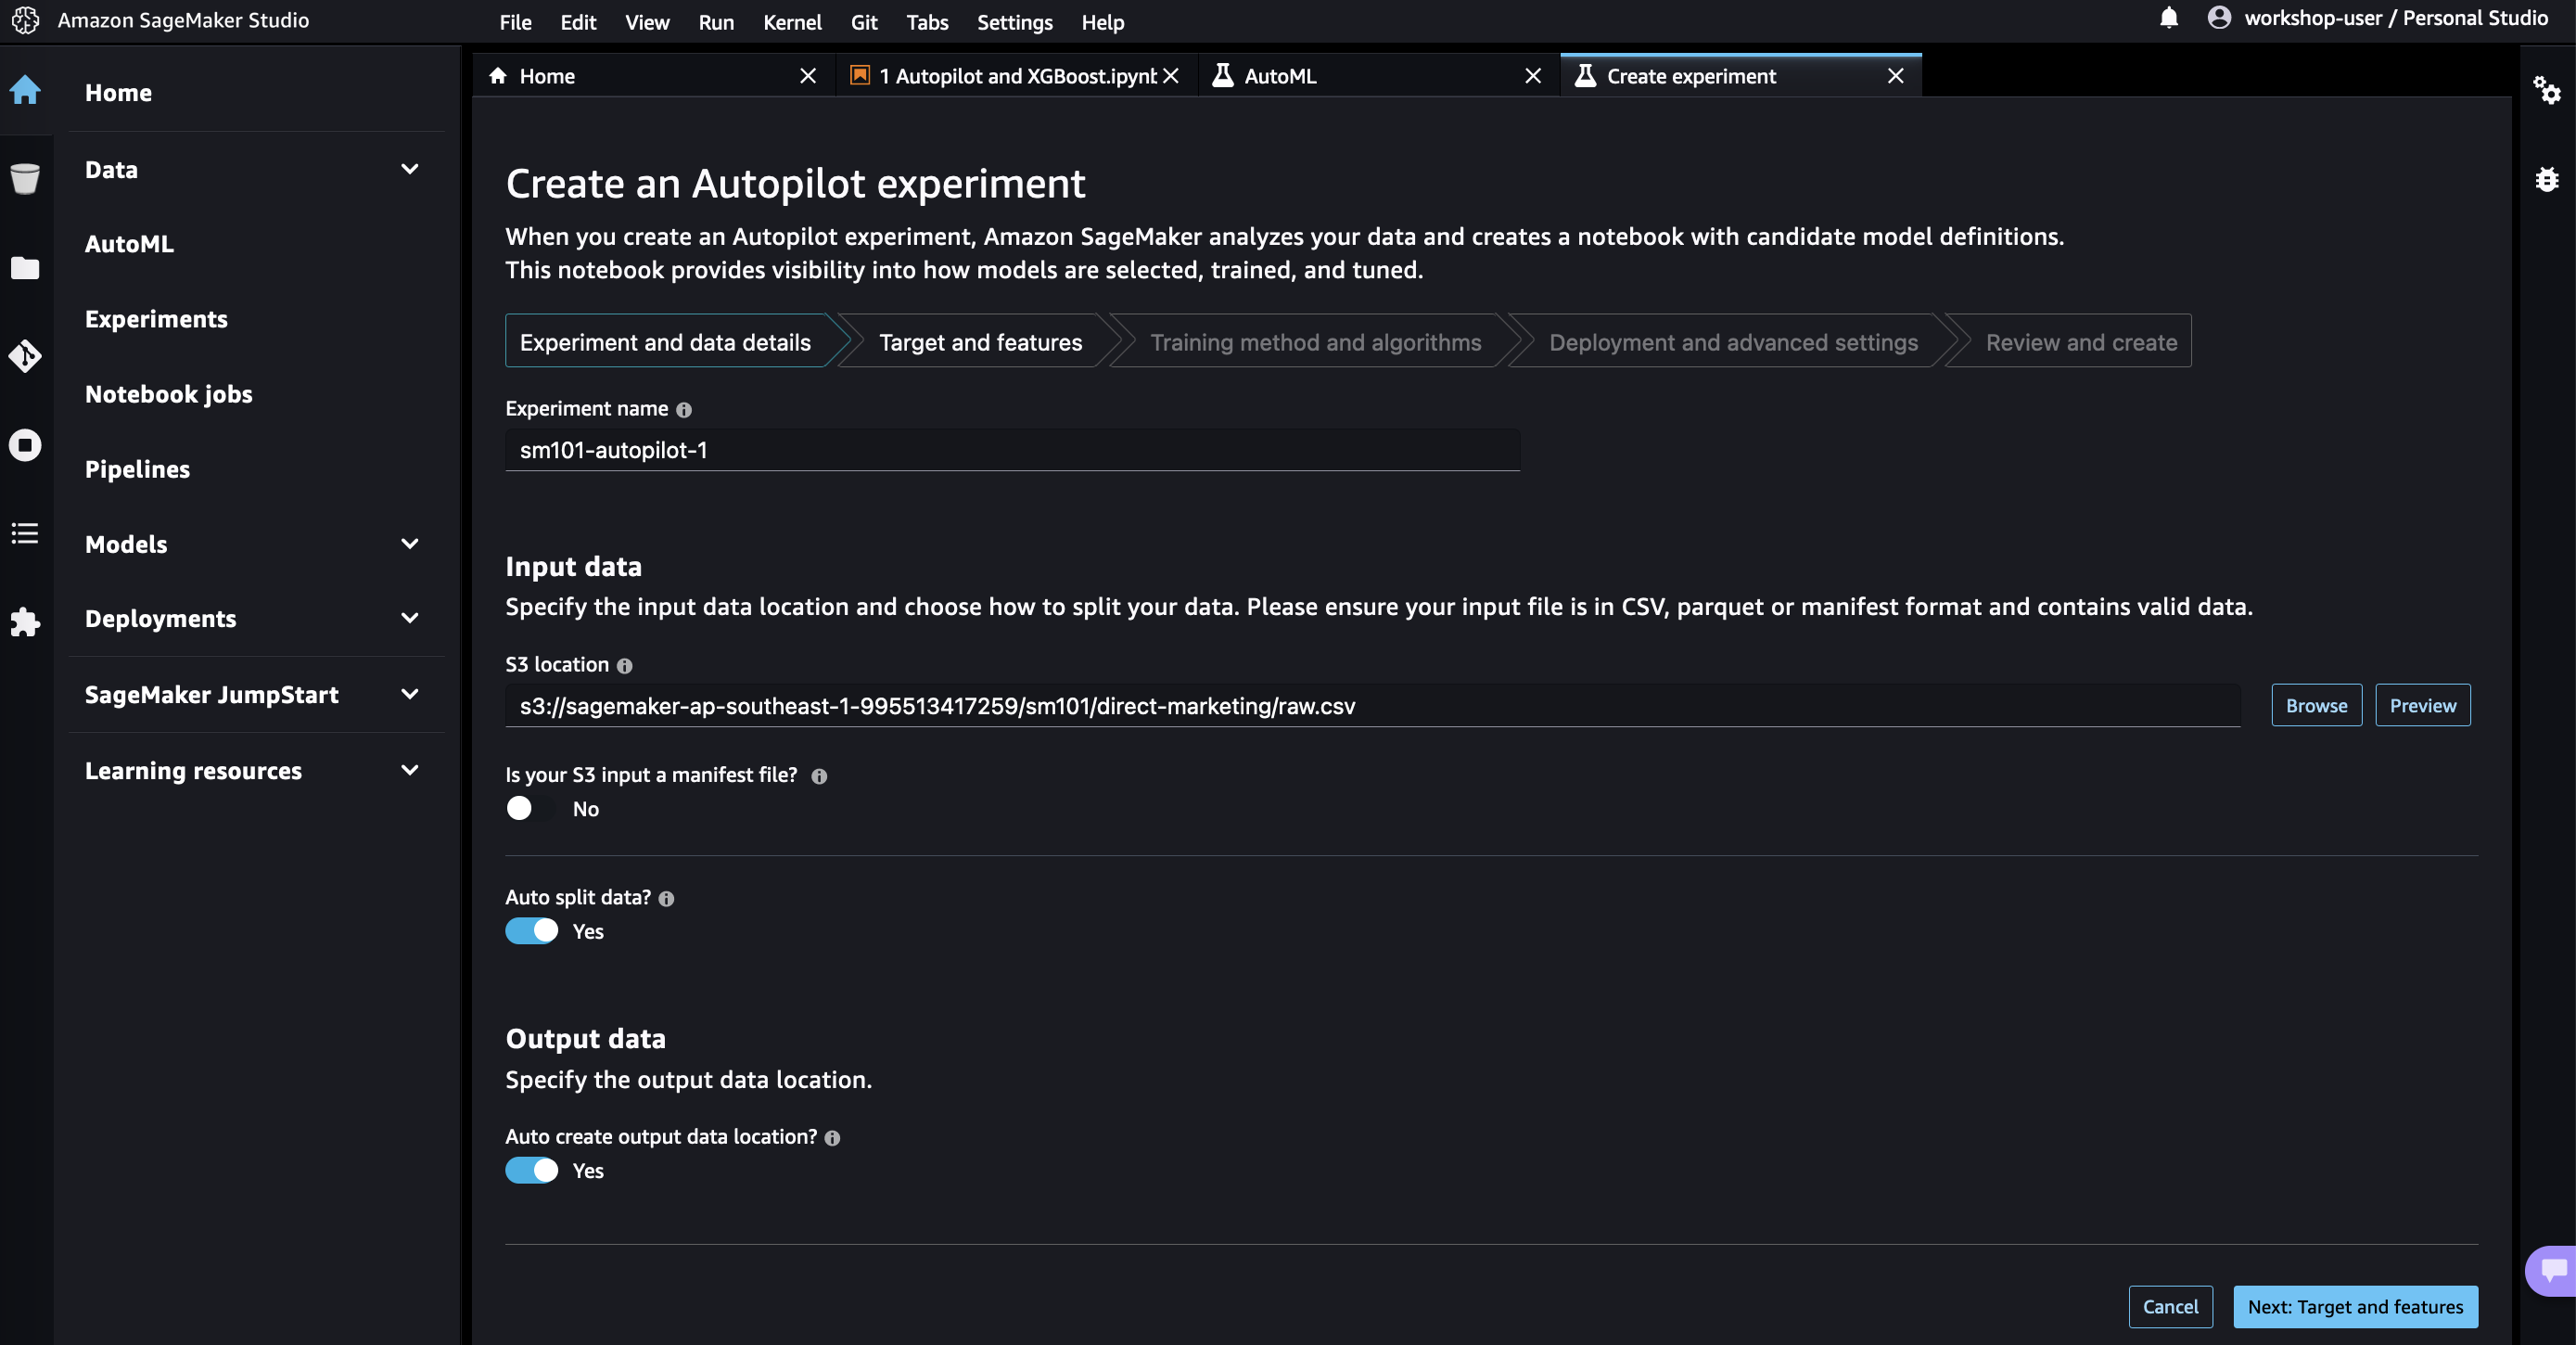 Amazon SageMaker Studio
File Edit View Run Kernel Git Tabs Settings Help
workshop-user / Personal Studio
Home
Data
AutoML
Experiments
Notebook jobs
Pipelines
Models
Deployments
SageMaker JumpStart
Learning resources
Home
1 Autopilot and XGBoost.ipynb
AutoML
Create experiment
Create an Autopilot experiment
When you create an Autopilot experiment, Amazon SageMaker analyzes your data and creates a notebook with candidate model definitions.
This notebook provides visibility into how models are selected, trained, and tuned.
Experiment and data details
Target and features
Training method and algorithms
Deployment and advanced settings
Review and create
Experiment name
sm101-autopilot-1
Input data
Specify the input data location and choose how to split your data. Please ensure your input file is in CSV, parquet or manifest format and contains valid data.
S3 location
s3://sagemaker-ap-southeast-1-995513417259/sm101/direct-marketing/raw.csv
Browse
Preview
Is your S3 input a manifest file?
No
Auto split data?
Yes
Output data
Specify the output data location.
Auto create output data location?
Yes
Cancel
Next: Target and features